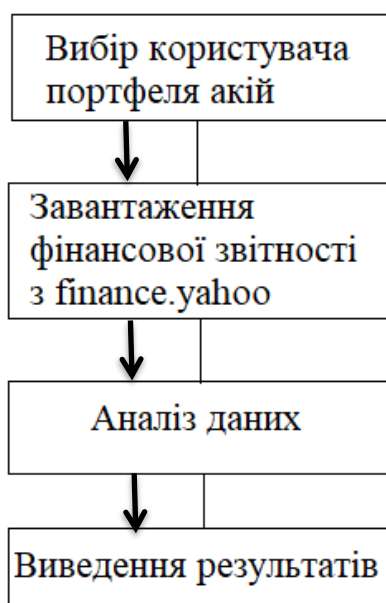 Вибір користувача
портфеля акій
Завантаження
фінансової звітності
з finance.yahoo
Аналіз даних
Виведення результатів